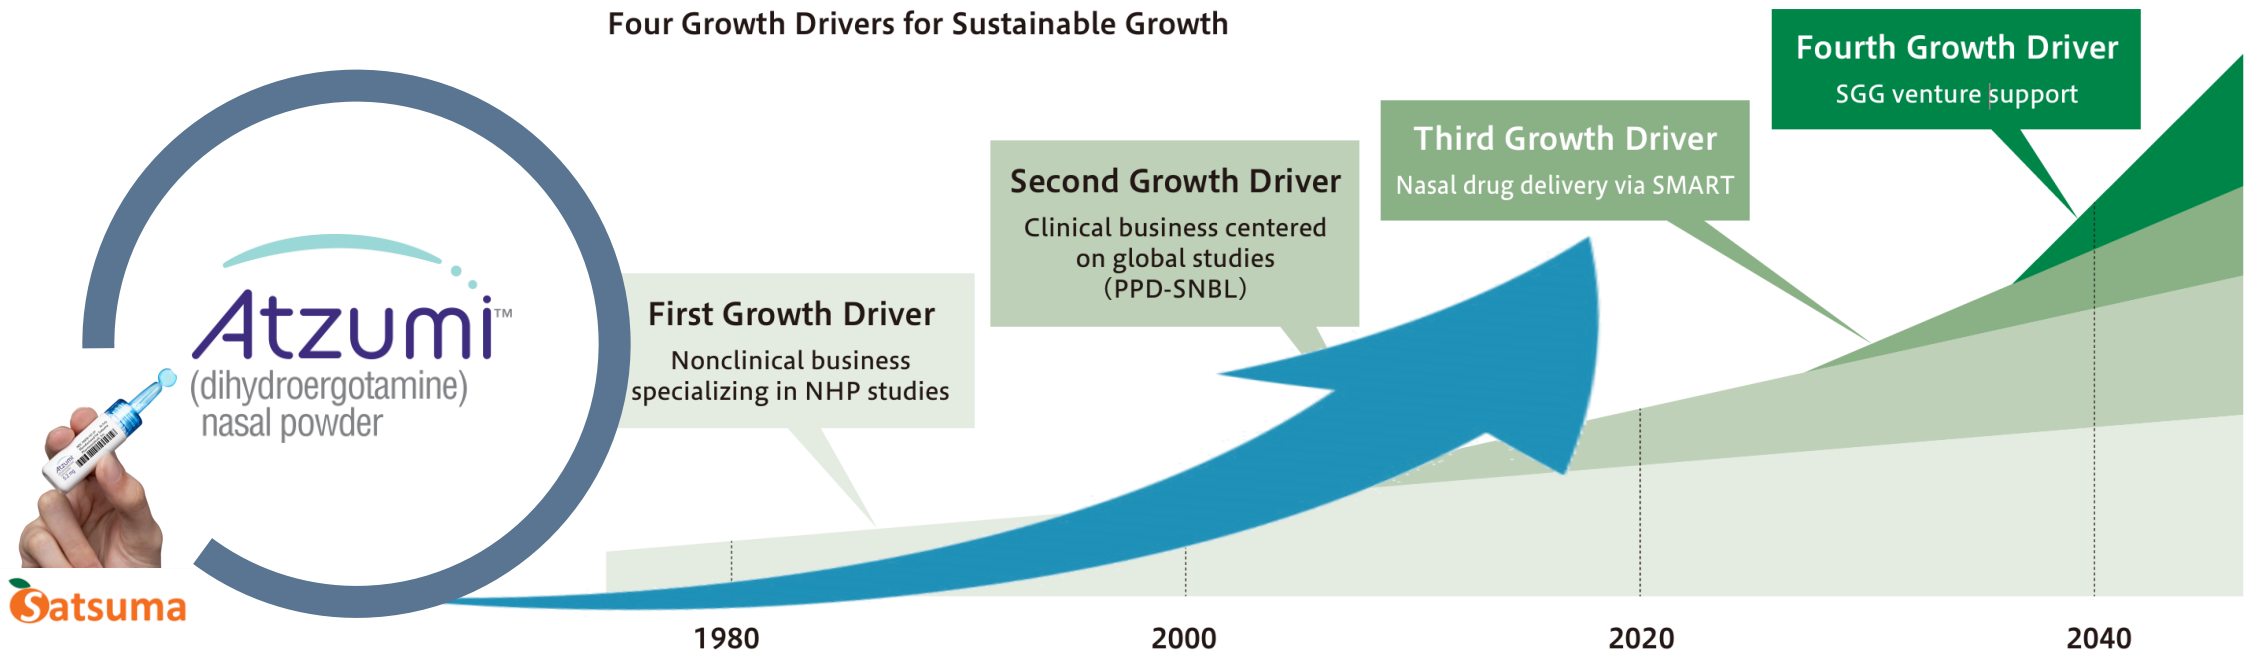 Four Growth Drivers for Sustainable Growth
Fourth Growth Driver
SGG venture support
Third Growth Driver
Nasal drug delivery via SMART
Second Growth Driver
Clinical business centered
on global studies
(PPD-SNBL)
First Growth Driver
Nonclinical business
specializing in NHP studies
Atzumi™
(dihydroergotamine)
nasal powder
Atzumi
Satsuma
1980
2000
2020
2040